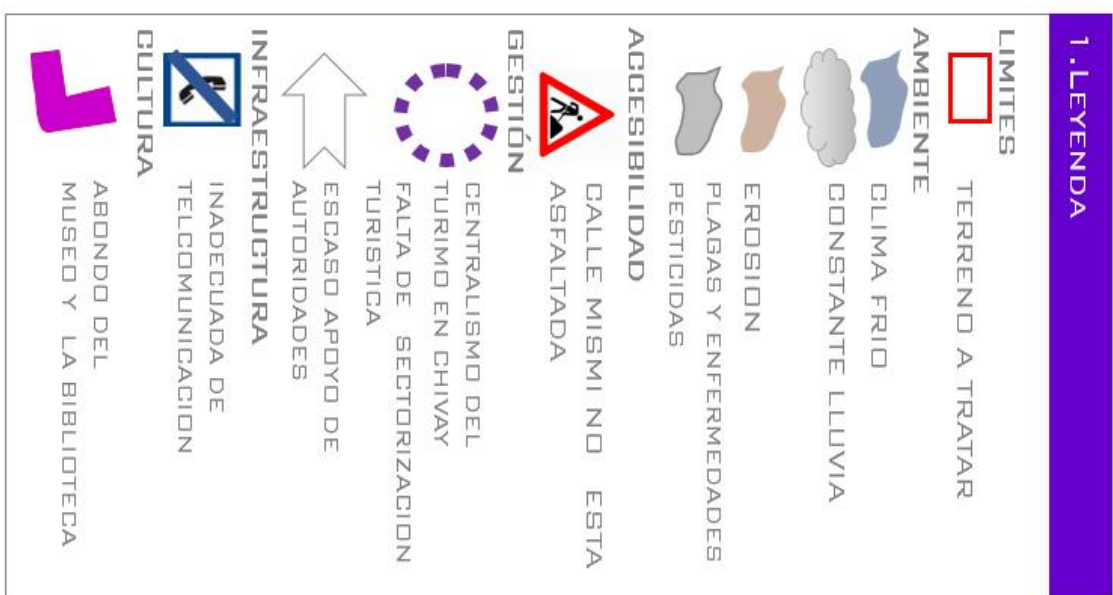 1.LEYENDA
LIMITES
TERRENO A TRATAR
AMBIENTE
CLIMA FRIO
CONSTANTE LLUVIA
EROSION
PLAGAS Y ENFERMEDADES
PESTICIDAS
ACCESIBILIDAD
CALLE MISMI NO ESTA
ASFALTADA
GESTIÓN
CENTRALISMO DEL
TURIMO EN CHIVAY
FALTA DE SECTORIZACION
TURISTICA
ESCASO APOYO DE
AUTORIDADES
INFRAESTRUCTURA
INADECUADA DE
TELCOMUNICACION
CULTURA
ABONDO DEL
MUSEO Y LA BIBLIOTECA